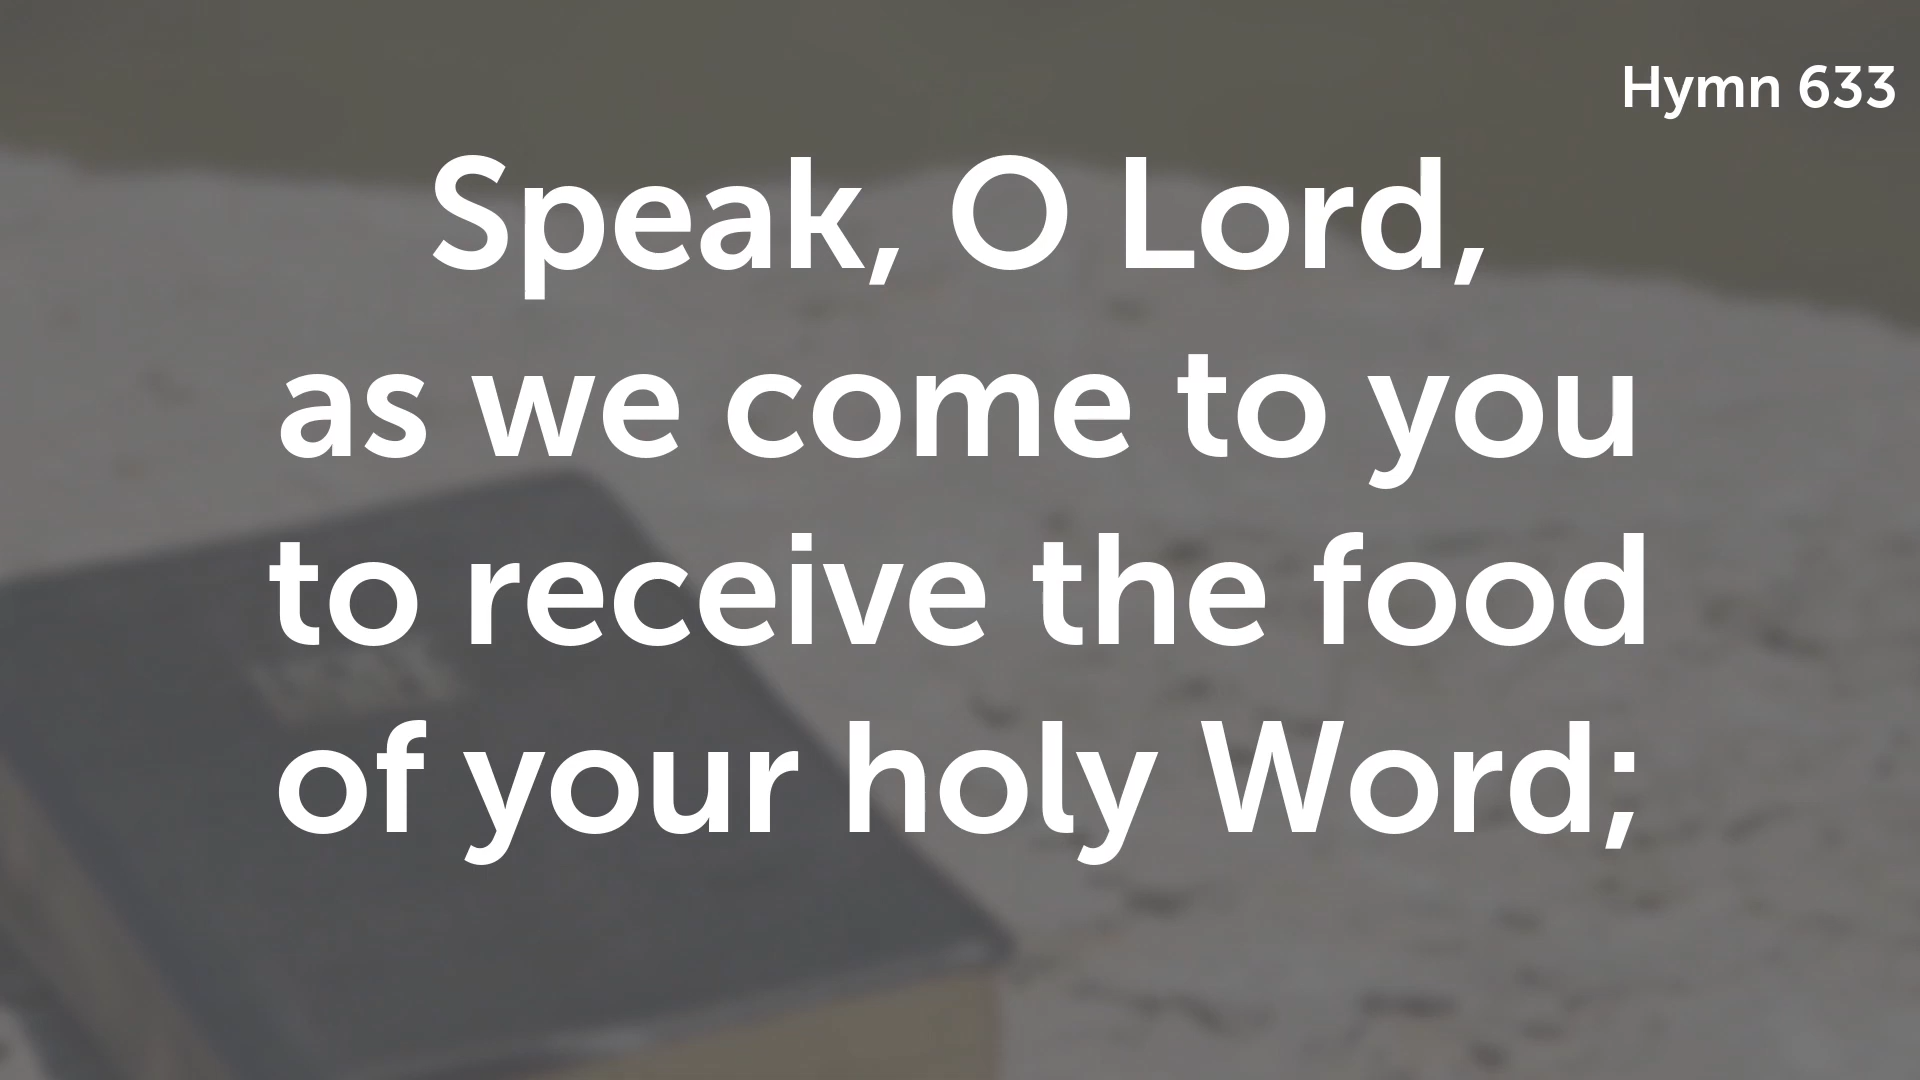 Hymn 633
Speak, O Lord,
as we come to you
to receive the food
of your holy Word;